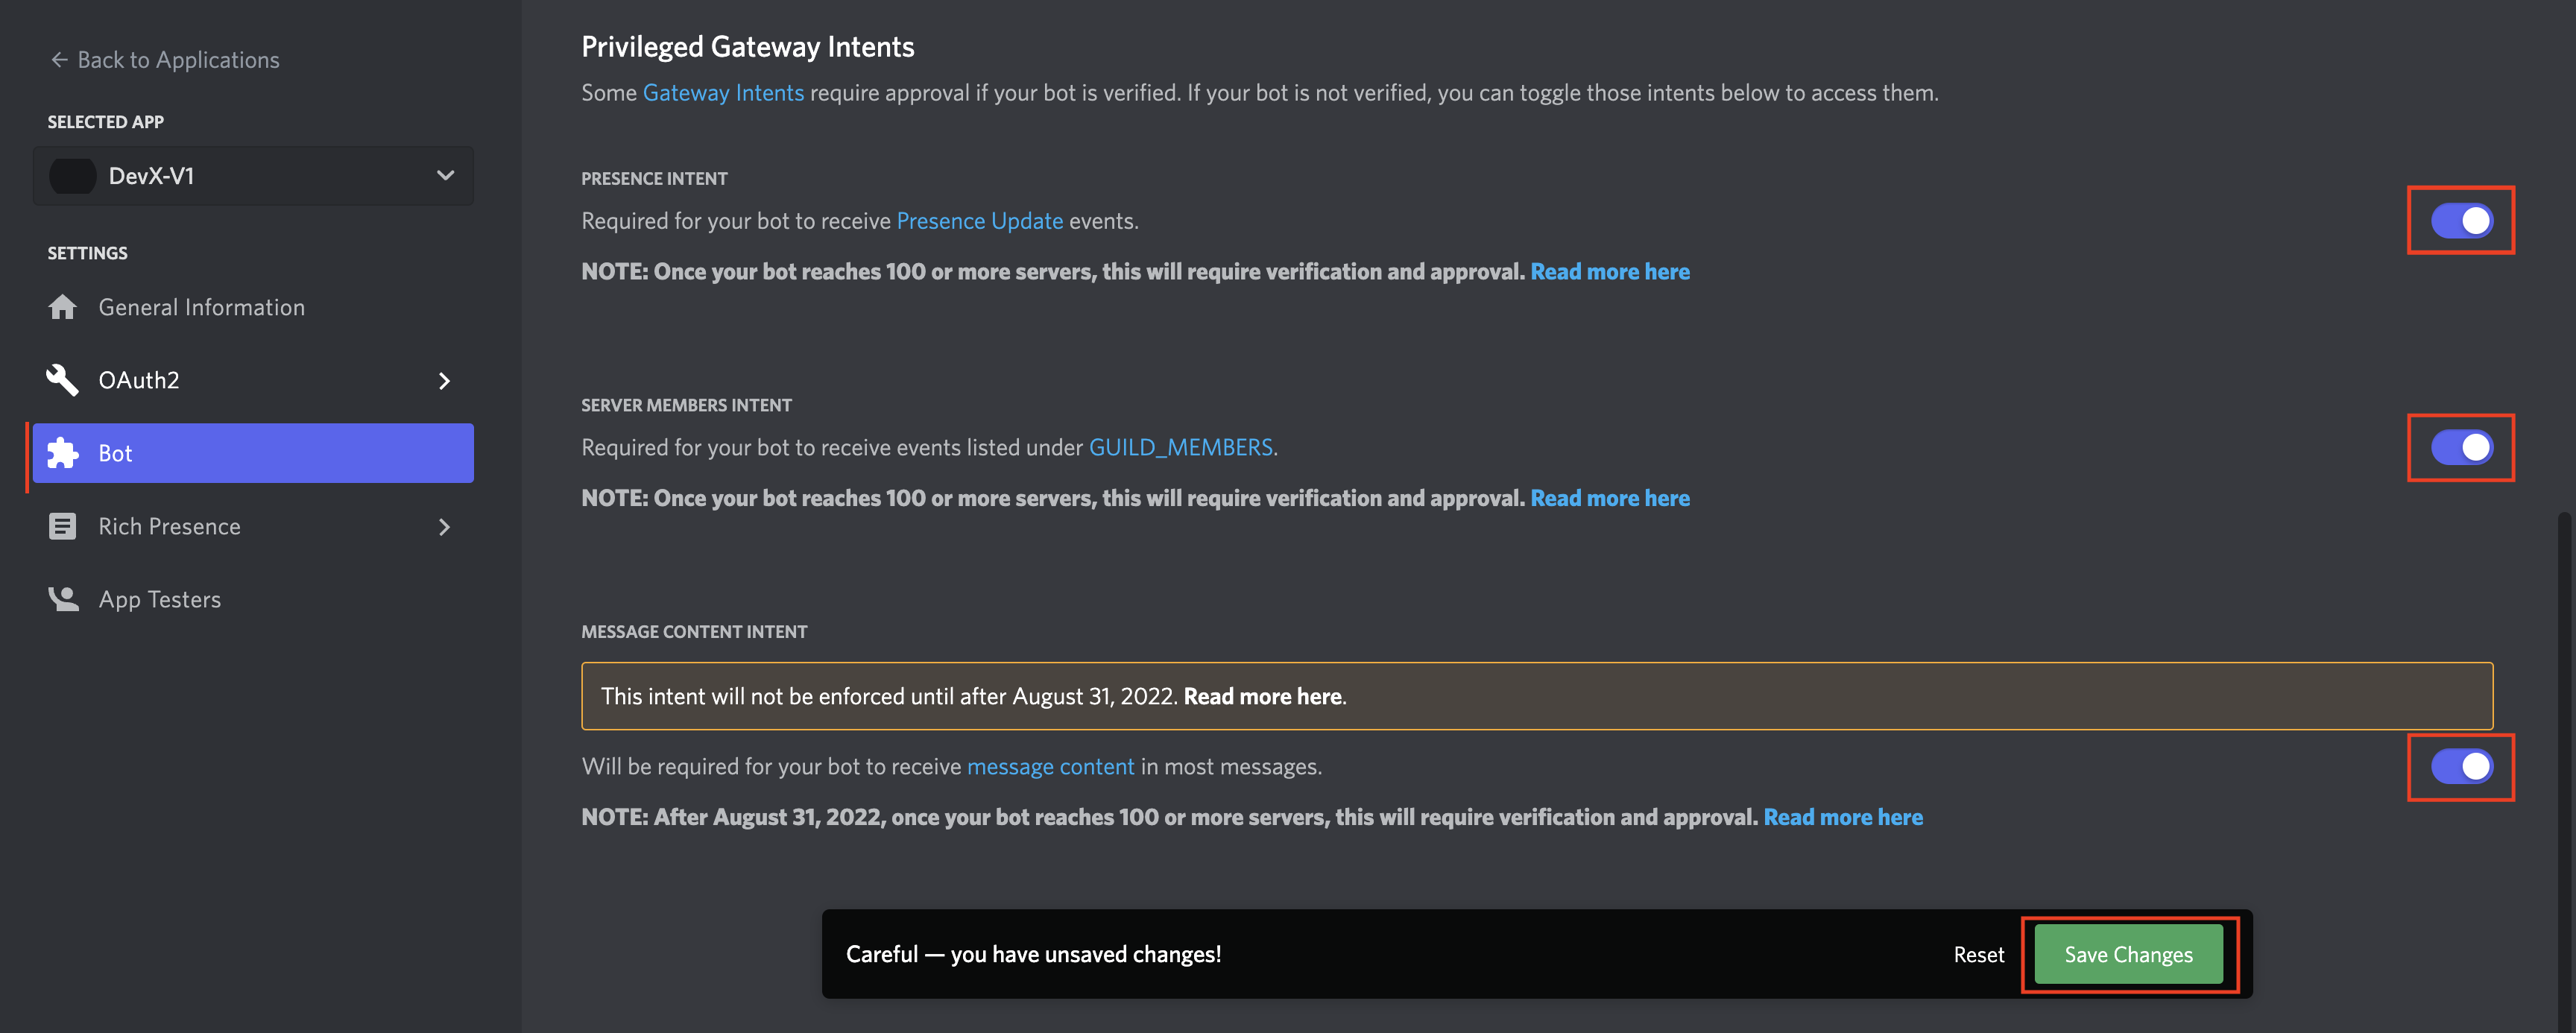 Back to Applications
SELECTED APP
DevX-V1
SETTINGS
General Information
OAuth2
Bot
Rich Presence
App Testers
Privileged Gateway Intents
Some Gateway Intents require approval if your bot is verified. If your bot is not verified, you can toggle those intents below to access them.
PRESENCE INTENT
Required for your bot to receive Presence Update events.
NOTE: Once your bot reaches 100 or more servers, this will require verification and approval. Read more here
SERVER MEMBERS INTENT
Required for your bot to receive events listed under GUILD_MEMBERS.
NOTE: Once your bot reaches 100 or more servers, this will require verification and approval. Read more here
MESSAGE CONTENT INTENT
This intent will not be enforced until after August 31, 2022. Read more here.
Will be required for your bot to receive message content in most messages.
NOTE: After August 31, 2022, once your bot reaches 100 or more servers, this will require verification and approval. Read more here
Careful — you have unsaved changes!
Reset
Save Changes